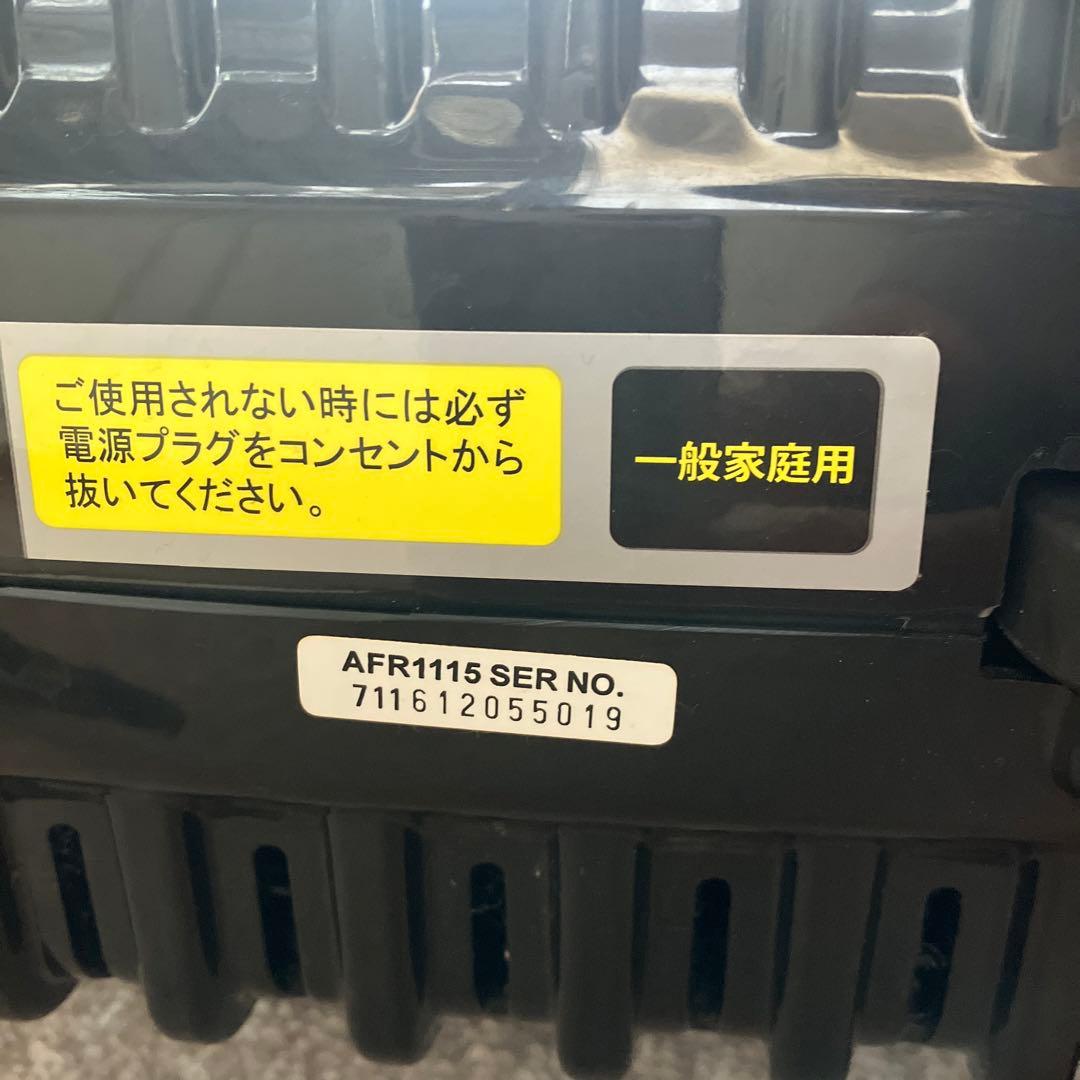 ご使用されない時には必ず
電源プラグをコンセントから
抜いてください。
一般家庭用
AFR1115 SER NO.
711612055019